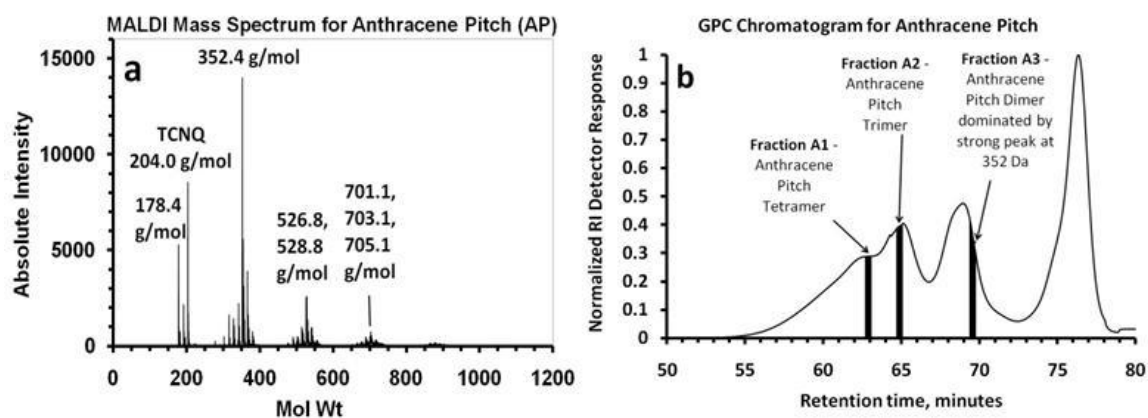 MALDI Mass Spectrum for Anthracene Pitch (AP)
a
Absolute Intensity
15000
10000
5000
0
352.4 g/mol
TCNQ
204.0 g/mol
178.4
g/mol
526.8,
528.8
g/mol
701.1,
703.1,
705.1
g/mol
0 200 400 600 800 1000 1200
Mol Wt
GPC Chromatogram for Anthracene Pitch
b
Normalized RI Detector Response
1
0.9
0.8
0.7
0.6
0.5
0.4
0.3
0.2
0.1
0
Fraction A1 -
Anthracene
Pitch
Tetramer
Fraction A2 -
Anthracene
Pitch
Trimer
Fraction A3 -
Anthracene
Pitch Dimer
dominated by
strong peak at
352 Da
50 55 60 65 70 75 80
Retention time, minutes